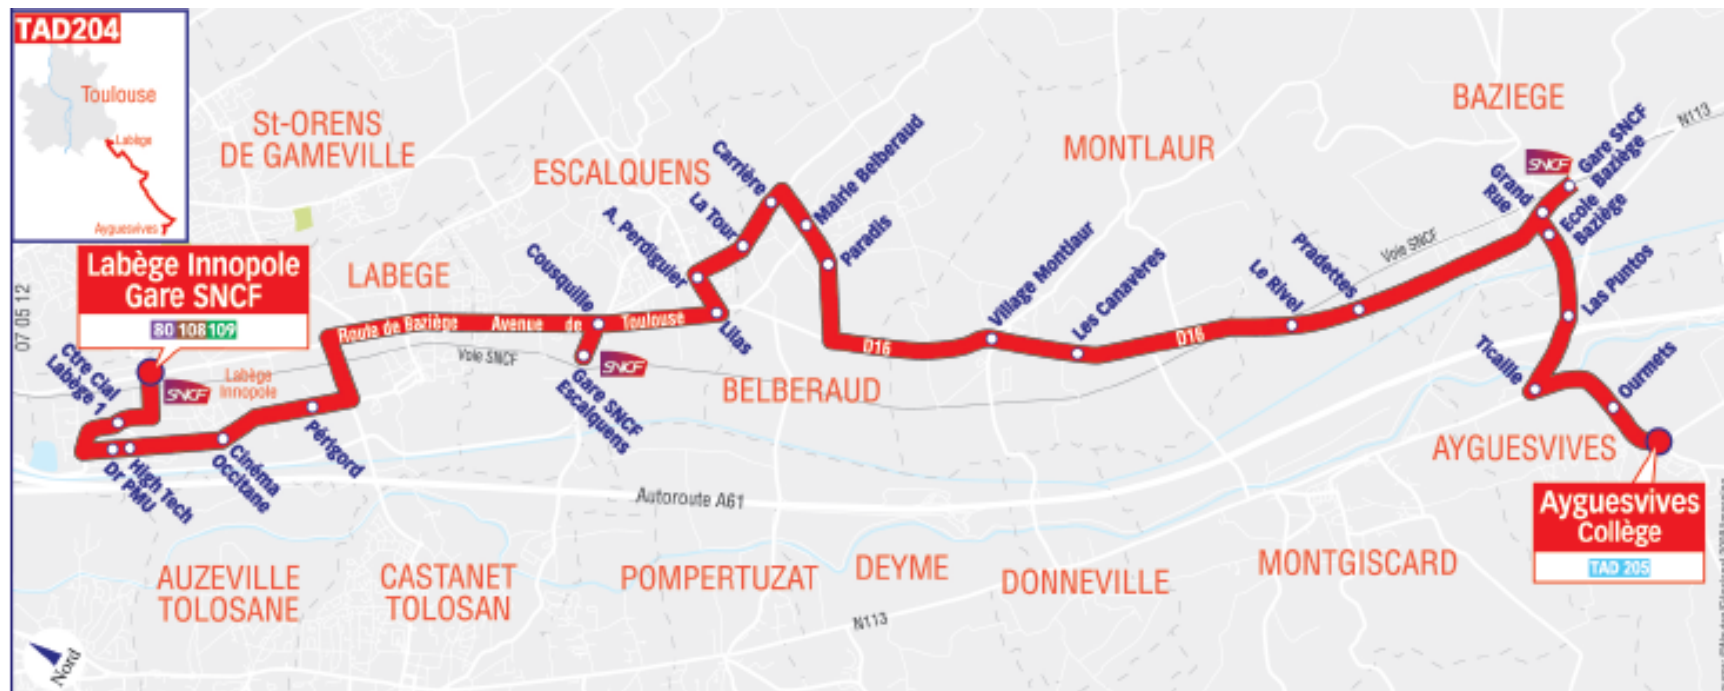 TAD204
Toulouse
Labège
Ayguesvives
St-ORENS
DE GAMEVILLE
ESCALQUENS
MONTLAUR
BAZIEGE
N113
SNCF
Gare SNCF
Baziège
Grand
Rue
Ecole
Baziège
Carrière
Mairie Belberaud
La Tour
A. Perdiguier
Paradis
Cousquille
Village Montlaur
Les Canavères
Le Rivel
Pradettes
Voie SNCF
Las Puntos
Labège Innopole
Gare SNCF
80 108 109
LABEGE
Route de Baziège Avenue de Toulouse
Lilas
D16
D16
07 05 12
Ctre Cial
Labège 1
SNCF
Labège
Innopole
Voie SNCF
SNCF
Gare SNCF
Escalquens
BELBERAUD
Ticaille
Ourmets
Périgord
Cinéma
Occitane
High Tech
Dr PMU
AYGUESVIVES
Autoroute A61
Ayguesvives
Collège
TAD 205
AUZEVILLE
TOLOSANE
CASTANET
TOLOSAN
POMPERTUZAT
DEYME
DONNEVILLE
MONTGISCARD
N113
Nord